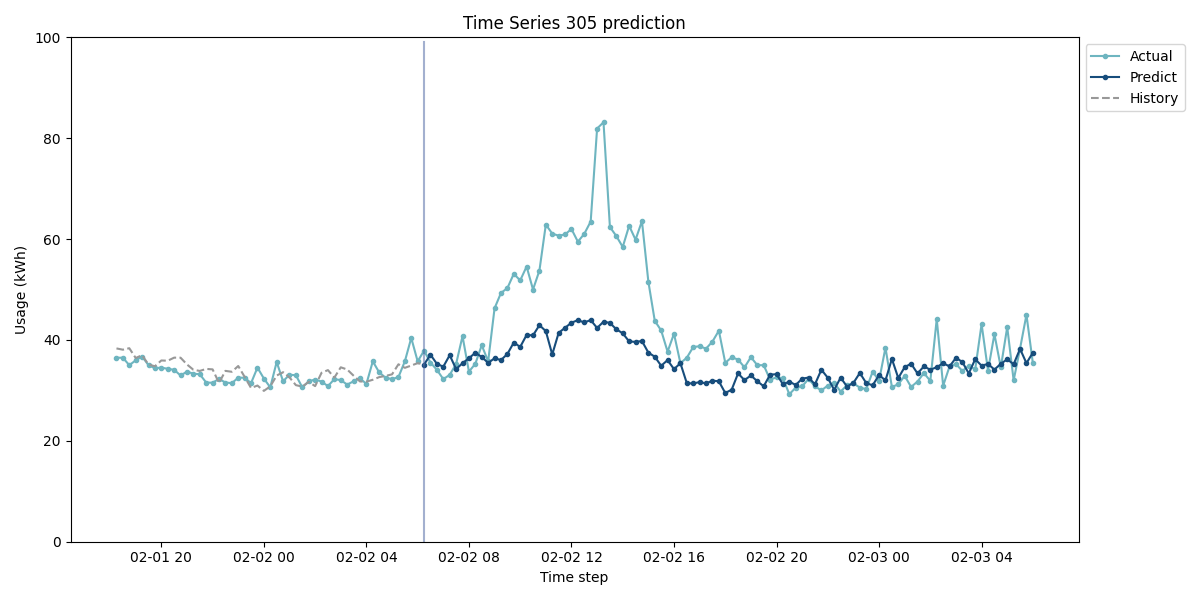 Time Series 305 prediction
100
80
60
40
20
0
Usage (kWh)
02-01 20
02-02 00
02-02 04
02-02 08
02-02 12
02-02 16
02-02 20
02-03 00
02-03 04
Time step
Actual
Predict
History